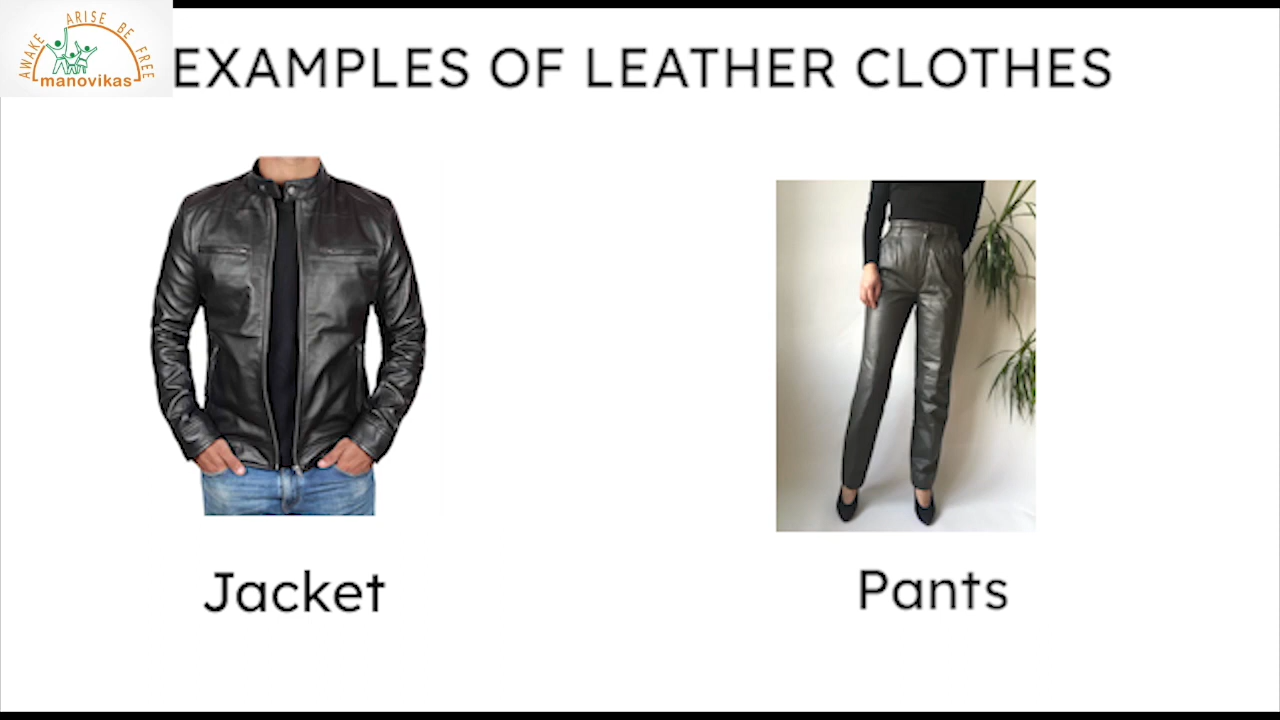 AWAKE ARISE BE FREE
manovikas
EXAMPLES OF LEATHER CLOTHES
Jacket
Pants